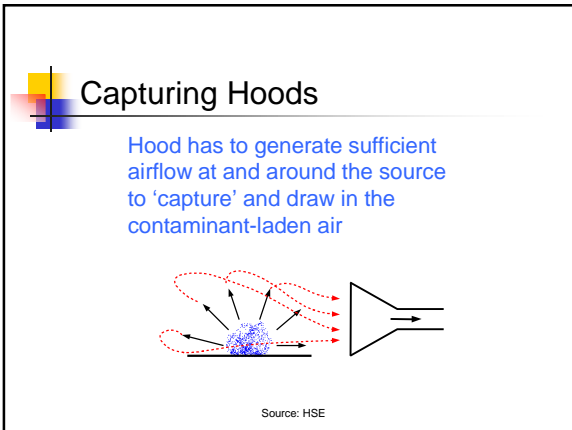 Capturing Hoods
Hood has to generate sufficient
airflow at and around the source
to ‘capture’ and draw in the
contaminant-laden air
Source: HSE